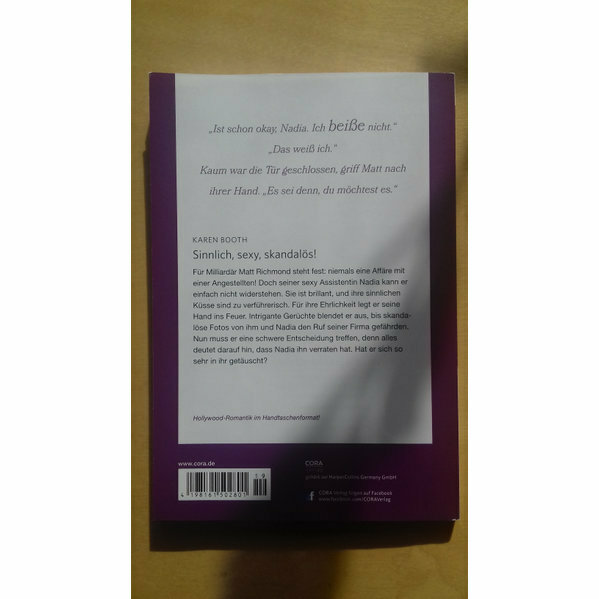 „Ist schon okay, Nadia. Ich beiße nicht.“
„Das weiß ich.“
Kaum war die Tür geschlossen, griff Matt nach
ihrer Hand. „Es sei denn, du möchtest es.“
KAREN BOOTH
Sinnlich, sexy, skandalös!
Für Milliardär Matt Richmond steht fest: niemals eine Affäre mit
einer Angestellten! Doch seiner sexy Assistentin Nadia kann er
einfach nicht widerstehen. Sie ist brillant, und ihre sinnlichen
Küsse sind zu verführerisch. Für ihre Ehrlichkeit legt er seine
Hand ins Feuer. Intrigante Gerüchte blendet er aus, bis skanda-
löse Fotos von ihm und Nadia den Ruf seiner Firma gefährden.
Nun muss er eine schwere Entscheidung treffen, denn alles
deutet darauf hin, dass Nadia ihn verraten hat. Hat er sich so
sehr in ihr getäuscht?
Hollywood-Romantik im Handtaschenformat!
www.cora.de
CORA
gehört zur HarperCollins Germany GmbH
4 198161 502801
CORA Verlag folgen auf Facebook
www.facebook.com/CORAVerlag